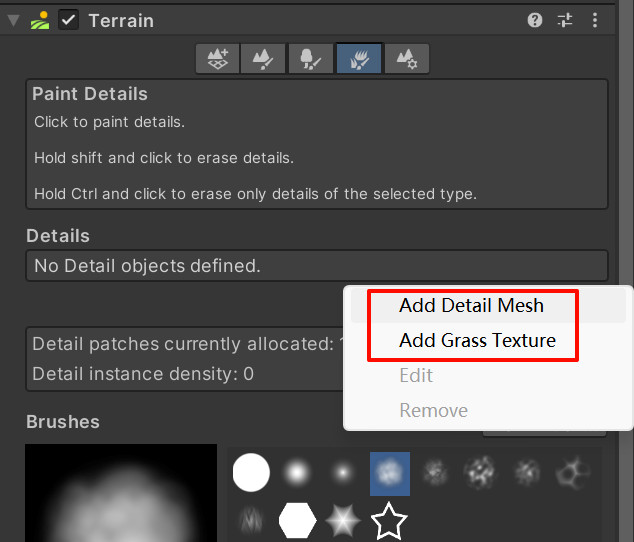 Terrain
Paint Details
Click to paint details.
Hold shift and click to erase details.
Hold Ctrl and click to erase only details of the selected type.
Details
No Detail objects defined.
Add Detail Mesh
Add Grass Texture
Edit
Remove
Detail patches currently allocated:
Detail instance density: 0
Brushes